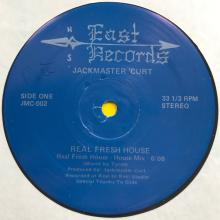 East
N
S
Records
JACKMASTER 'CURT'
SIDE ONE
JMC-002
33 1/3 RPM
STEREO
REAL FRESH HOUSE
Real Fresh House - House Mix 6:08
Produced by: Jackmaster Curt
Special Thanks To Clide